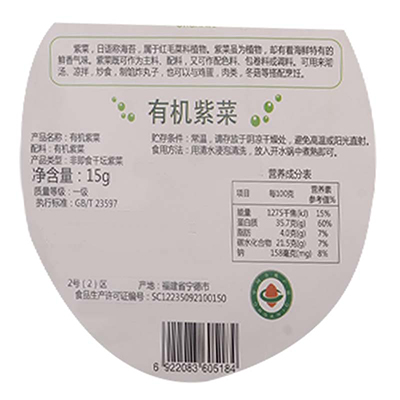 紫菜，日语称海苔，属于红毛菜科植物。紫菜虽为植物，却有着海鲜特有的
鲜香气味。紫菜既可作为主料、配料，又可作配色料、包卷料或调料。可用来氽
汤、凉拌，炒食，制馅炸丸子，也可以与鸡蛋，肉类，冬菇等搭配烹饪。
有机紫菜
产品名称：有机紫菜
配料：有机紫菜
产品类型：非即食干坛紫菜
净含量：15g
质量等级：一级
执行标准：GB/T 23597
贮存条件：常温，请存放于阴凉干燥处，避免高温或阳光直射。
食用方法：用清水浸泡清洗，放入开水锅中煮熟即可。
营养成分表
项目 每100克 营养素参考值%
能量 1275千焦(kJ) 15%
蛋白质 35.7克(g) 60%
脂肪 4.0克(g) 7%
碳水化合物 21.5克(g) 7%
钠 158毫克(mg) 8%
2号（2）区 产地：福建省宁德市
食品生产许可证编号：SC12235092100150
6 922083 605184